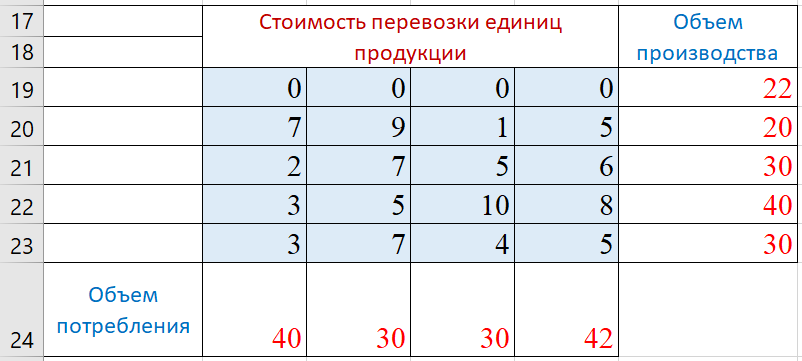 17 Стоимость перевозки единиц Объем
18 продукции производства
19 0 0 0 0 22
20 7 9 1 5 20
21 2 7 5 6 30
22 3 5 10 8 40
23 3 7 4 5 30
Объем
потребления
24 40 30 30 42